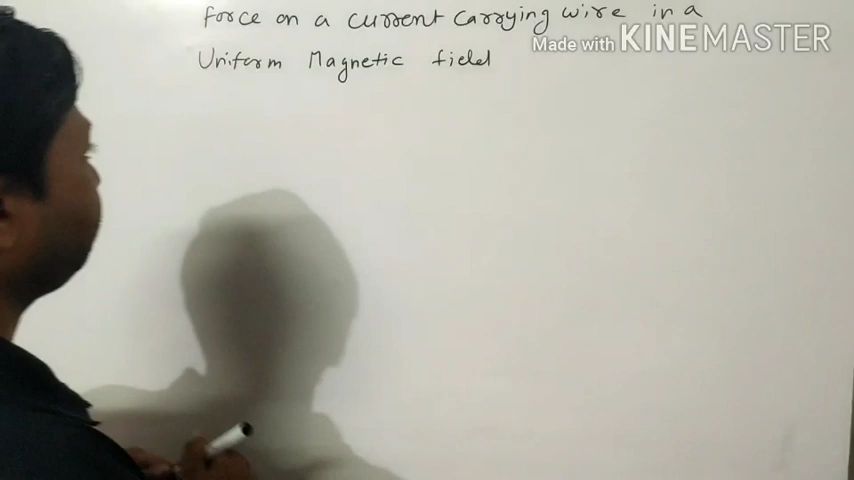 force on a current carrying wire in a
Made with KINEMASTER
Uniform Magnetic field